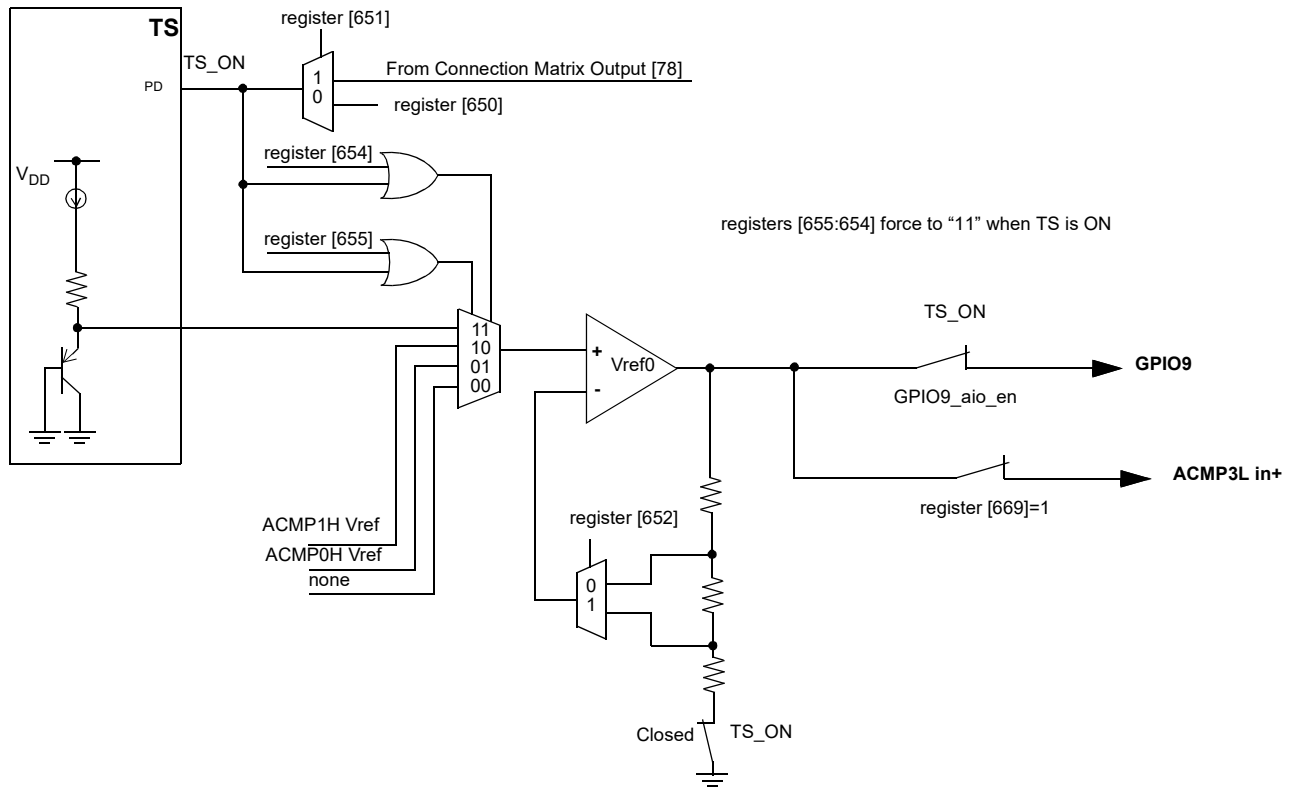 register [651]
TS
TS_ON
PD
1
0
From Connection Matrix Output [78]
register [650]
register [654]
VDD
register [655]
registers [655:654] force to “11” when TS is ON
11
10
01
00
+
-
Vref0
TS_ON
GPIO9
GPIO9_aio_en
ACMP3L in+
register [669]=1
ACMP1H Vref
ACMP0H Vref
none
register [652]
0
1
Closed
TS_ON